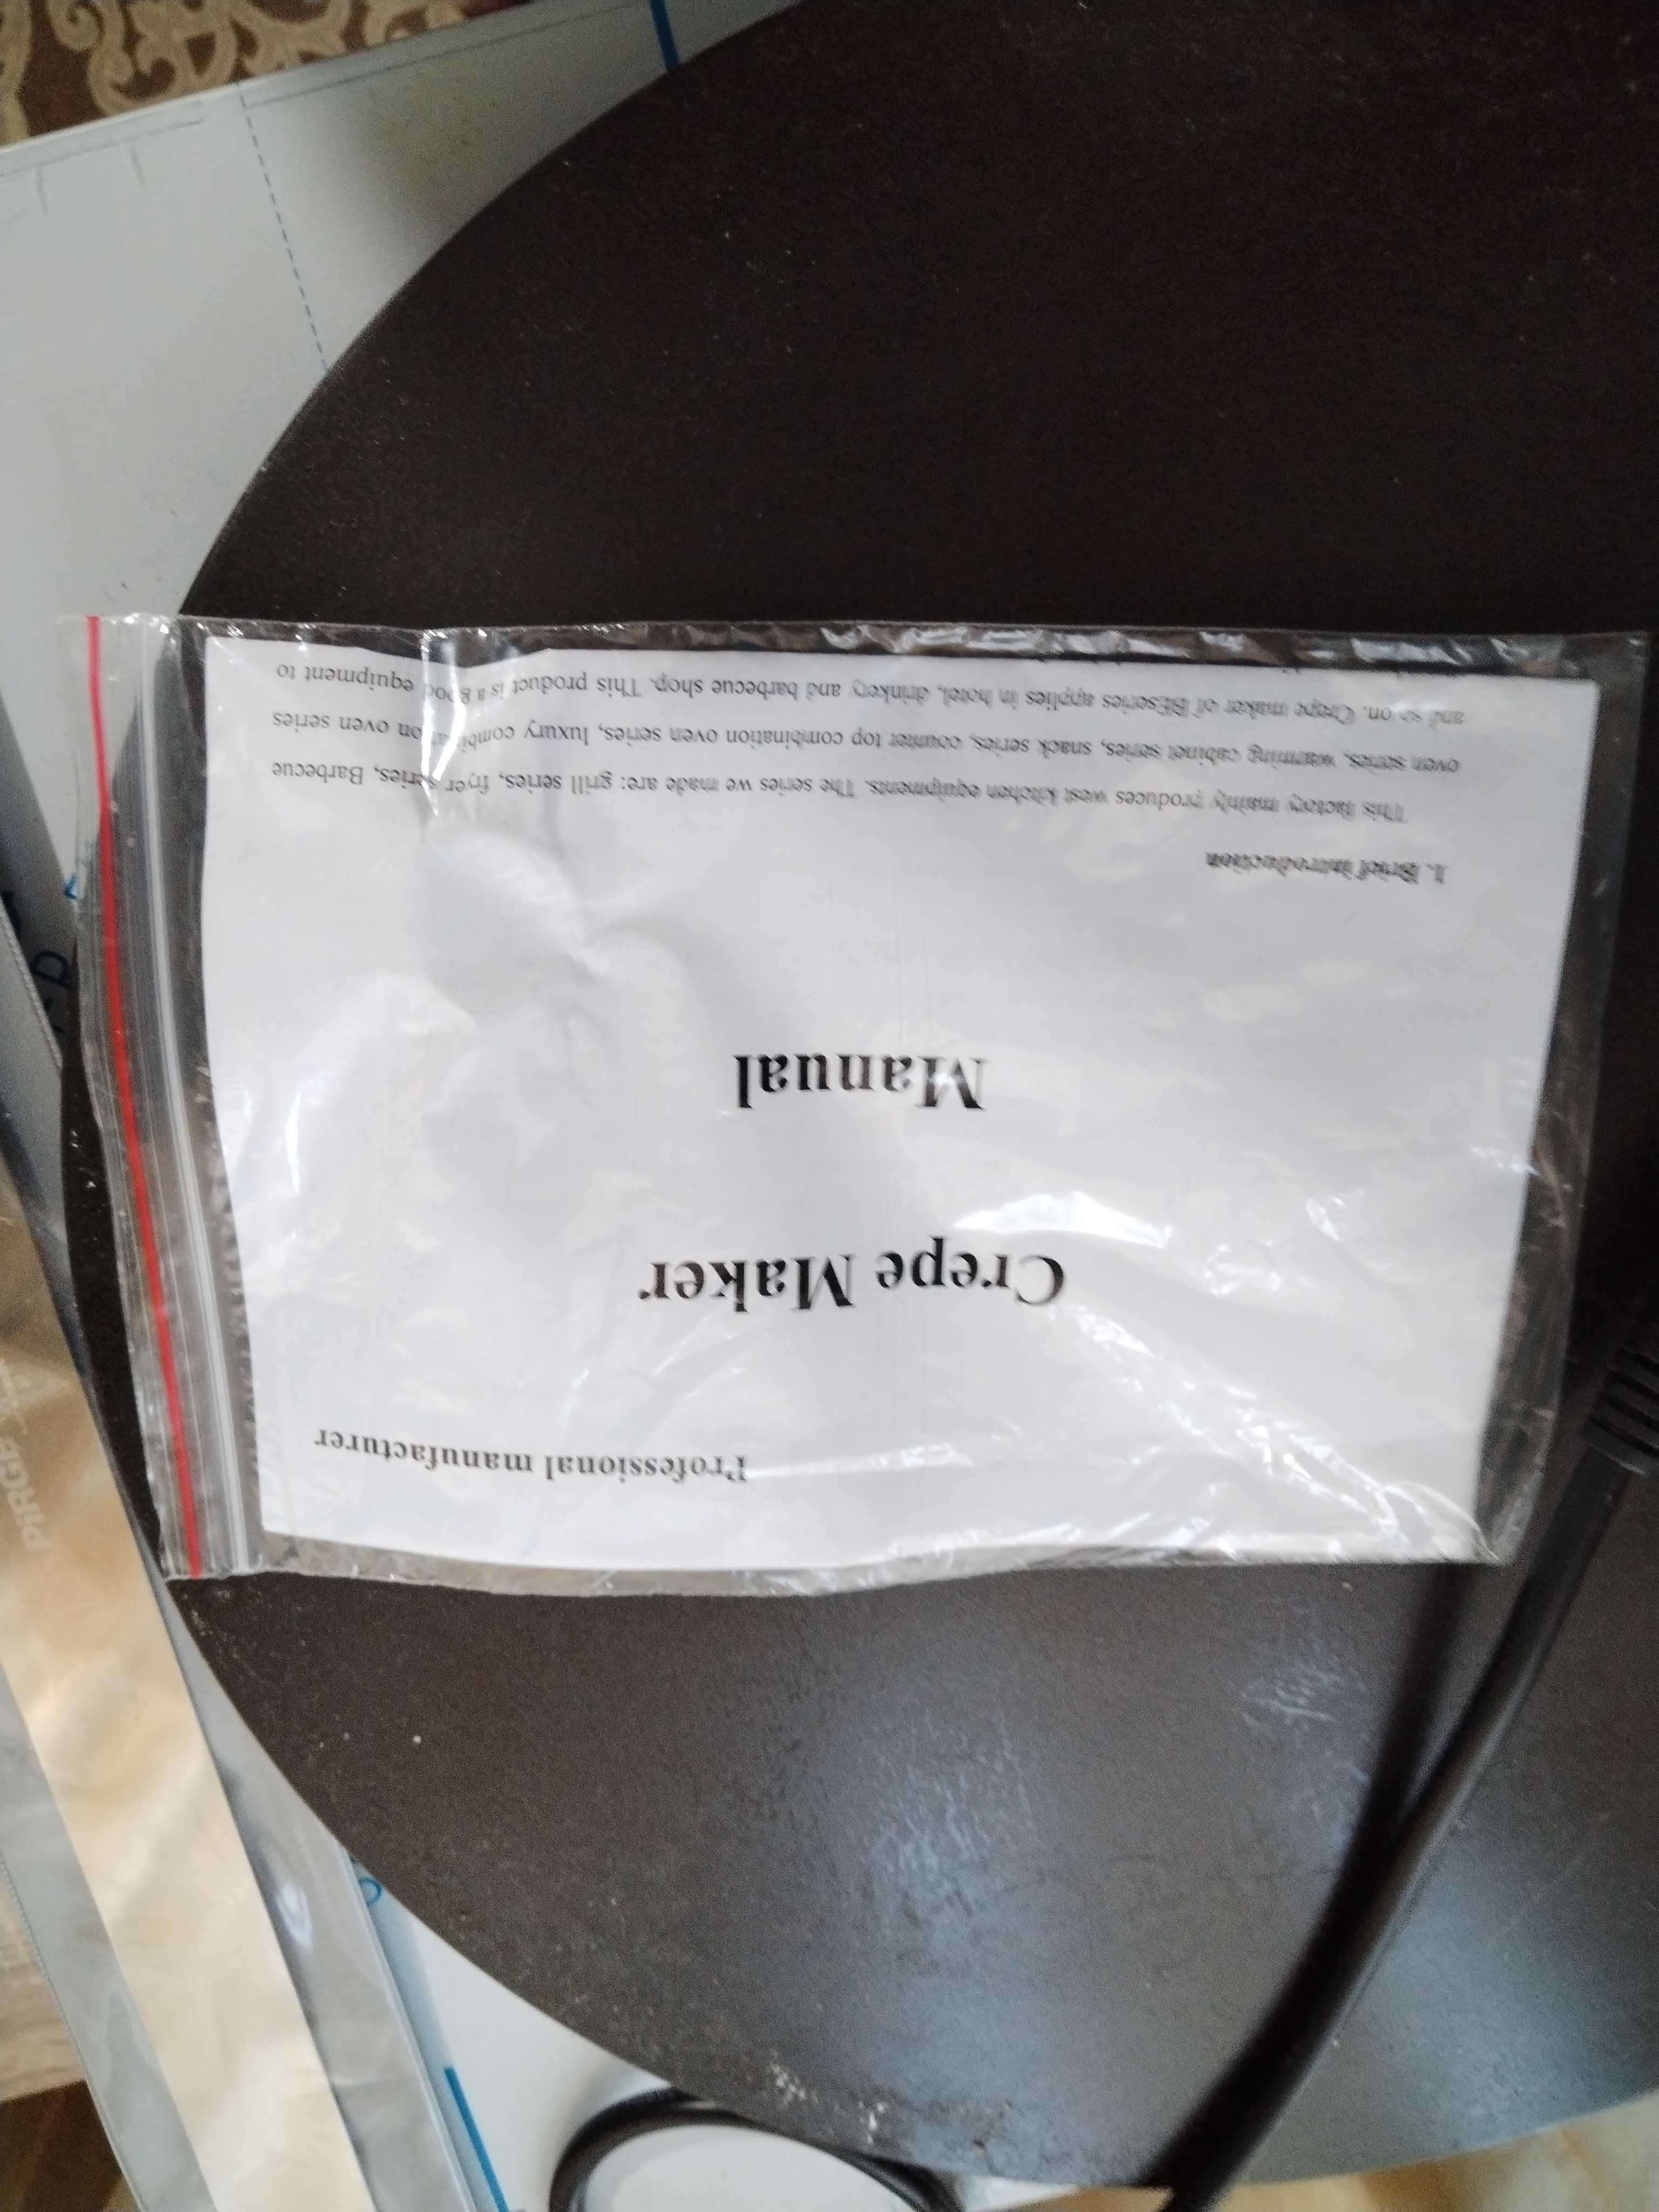 Professional manufacturer
Crepe Maker
Manual
1. Brief introduction
This factory mainly produces west kitchen equipments. The series we made are: grill series, fryer series, Barbecue
oven series, warming cabinet series, snack series, counter top combination oven series, luxury combination oven series
and so on. Crepe maker of BEseries applies in hotel, drinkery and barbecue shop. This product is a good equipment to